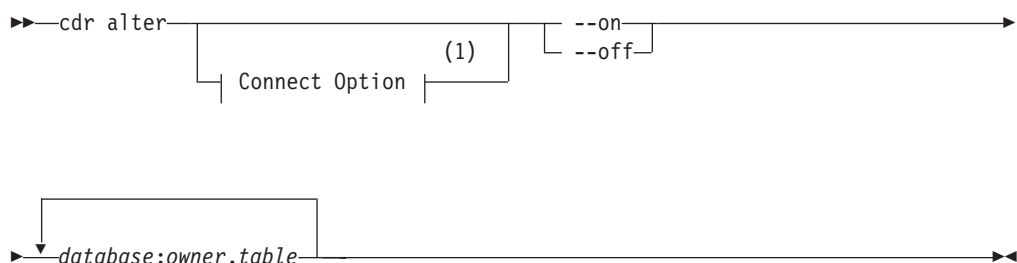 cdr alter --on
(1) --off
Connect Option
database:owner.table